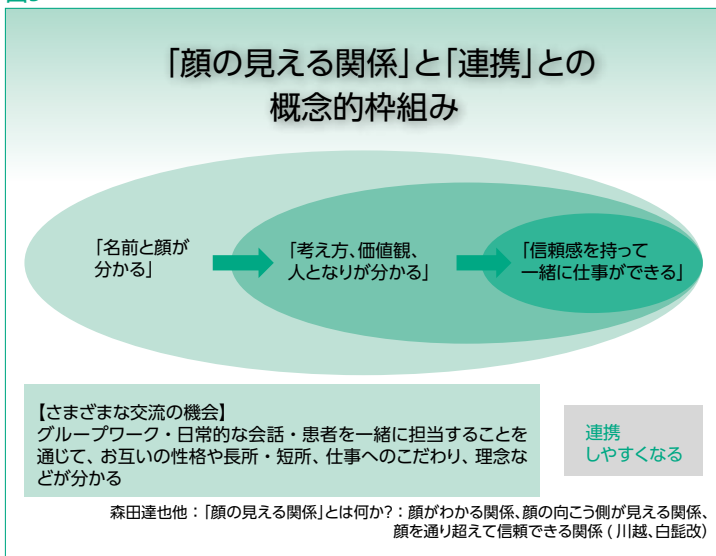 「顔の見える関係」と「連携」との
概念的枠組み
「名前と顔が
分かる」
「考え方、価値観、
人となりが分かる」
「信頼感を持って
一緒に仕事ができる」
【さまざまな交流の機会】
グループワーク・日常的な会話・患者を一緒に担当することを
通じて、お互いの性格や長所・短所、仕事へのこだわり、理念な
どが分かる
連携
しやすくなる
森田達也他：「顔の見える関係」とは何か?：顔がわかる関係、顔の向こう側が見える関係、
顔を通り超えて信頼できる関係 ( 川越、白髭改)